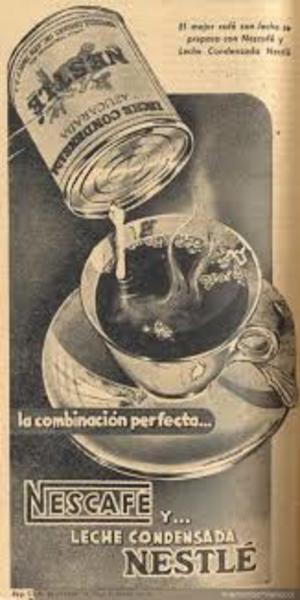 El mejor café con leche se
prepara con Nescafé y
Leche Condensada Nestlé
NESTLÉ
AZUCARADA
LECHE CONDENSADA
la combinación perfecta...
NESCAFE
Y...
LECHE CONDENSADA
NESTLÉ